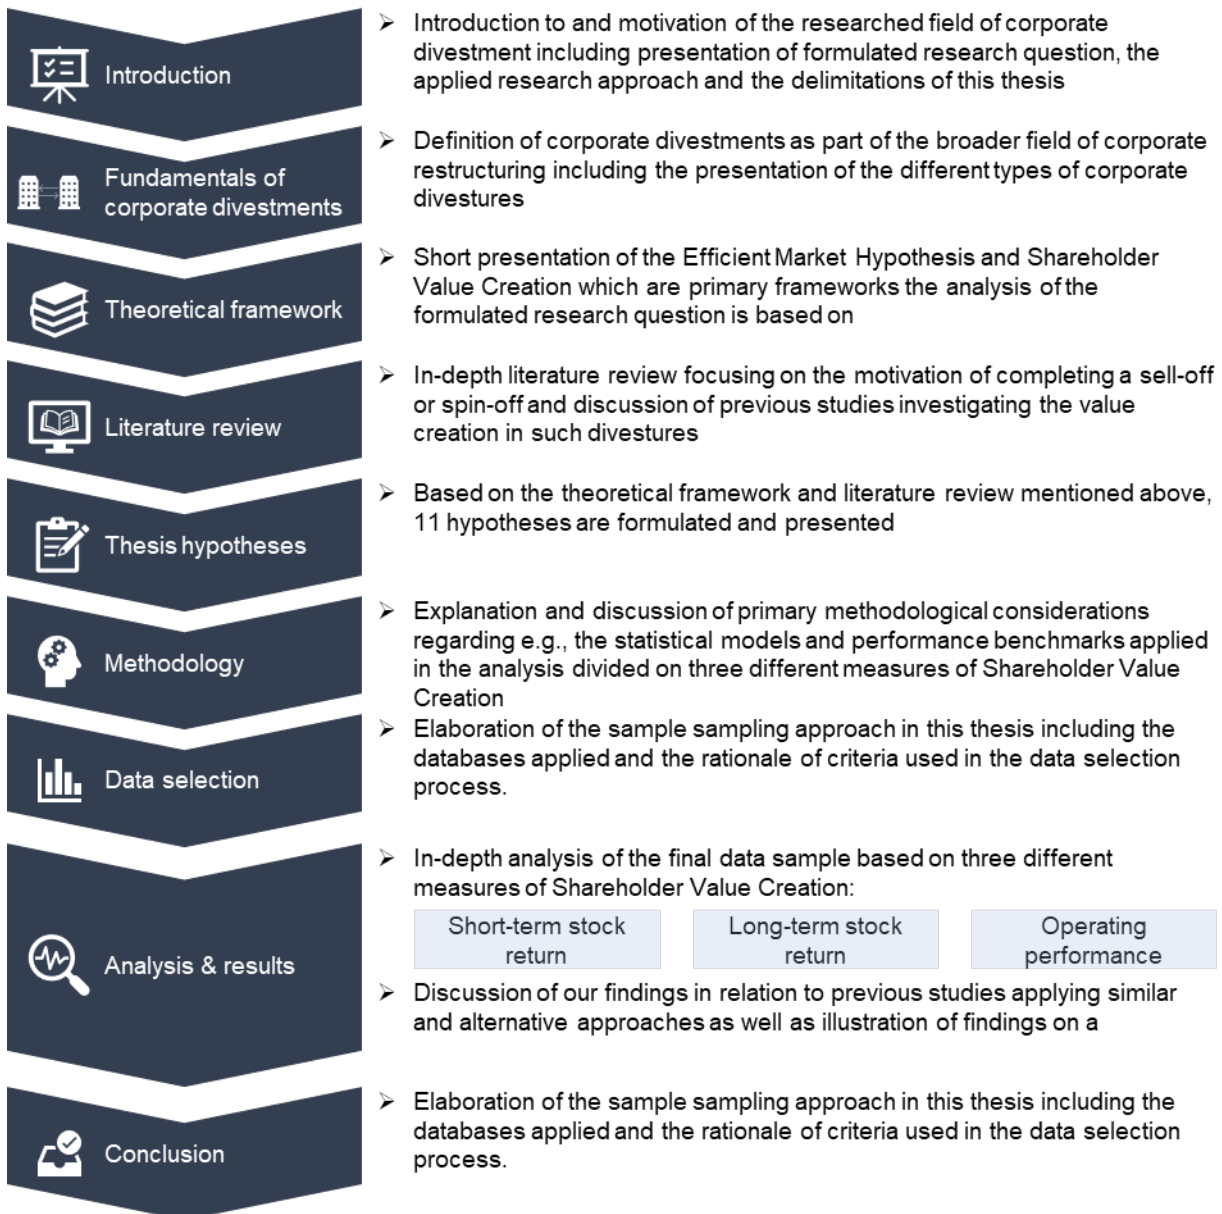 Introduction
➢ Introduction to and motivation of the researched field of corporate
divestment including presentation of formulated research question, the
applied research approach and the delimitations of this thesis
Fundamentals of
corporate divestments
➢ Definition of corporate divestments as part of the broader field of corporate
restructuring including the presentation of the different types of corporate
divestures
Theoretical framework
➢ Short presentation of the Efficient Market Hypothesis and Shareholder
Value Creation which are primary frameworks the analysis of the
formulated research question is based on
Literature review
➢ In-depth literature review focusing on the motivation of completing a sell-off
or spin-off and discussion of previous studies investigating the value
creation in such divestures
Thesis hypotheses
➢ Based on the theoretical framework and literature review mentioned above,
11 hypotheses are formulated and presented
Methodology
➢ Explanation and discussion of primary methodological considerations
regarding e.g., the statistical models and performance benchmarks applied
in the analysis divided on three different measures of Shareholder Value
Creation
Data selection
➢ Elaboration of the sample sampling approach in this thesis including the
databases applied and the rationale of criteria used in the data selection
process.
Analysis & results
➢ In-depth analysis of the final data sample based on three different
measures of Shareholder Value Creation:
Short-term stock
return
Long-term stock
return
Operating
performance
➢ Discussion of our findings in relation to previous studies applying similar
and alternative approaches as well as illustration of findings on a
Conclusion
➢ Elaboration of the sample sampling approach in this thesis including the
databases applied and the rationale of criteria used in the data selection
process.